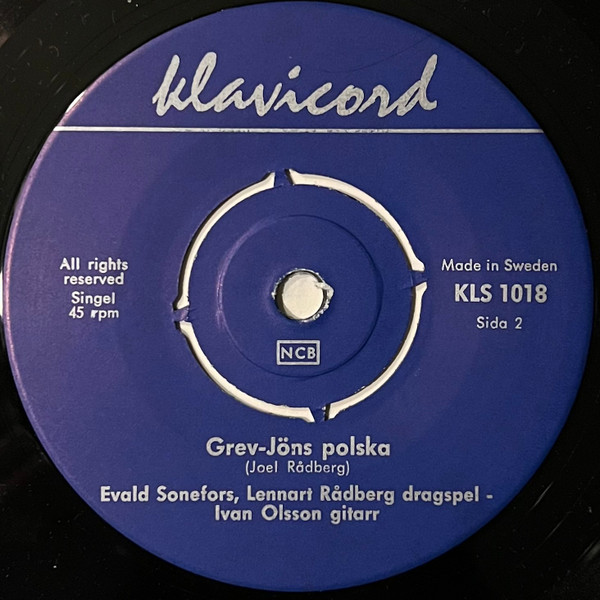 klavicord
All rights
reserved
Singel
45 rpm
Made in Sweden
KLS 1018
Sida 2
NCB
Grev-Jöns polska
(Joel Rådberg)
Evald Sonefors, Lennart Rådberg dragspel -
Ivan Olsson gitarr